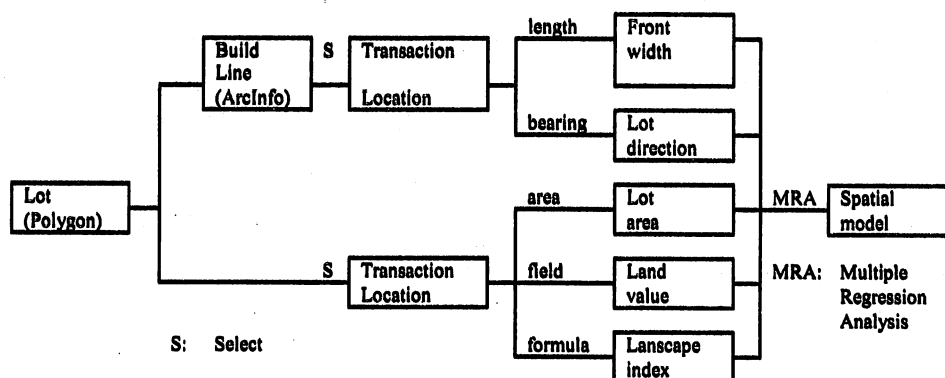 Lot
(Polygon)
Build
Line
(ArcInfo)
S
Transaction
Location
length
Front
width
bearing
Lot
direction
S
Transaction
Location
area
Lot
area
field
Land
value
formula
Lanscape
index
MRA
Spatial
model
MRA: Multiple
Regression
Analysis
S: Select